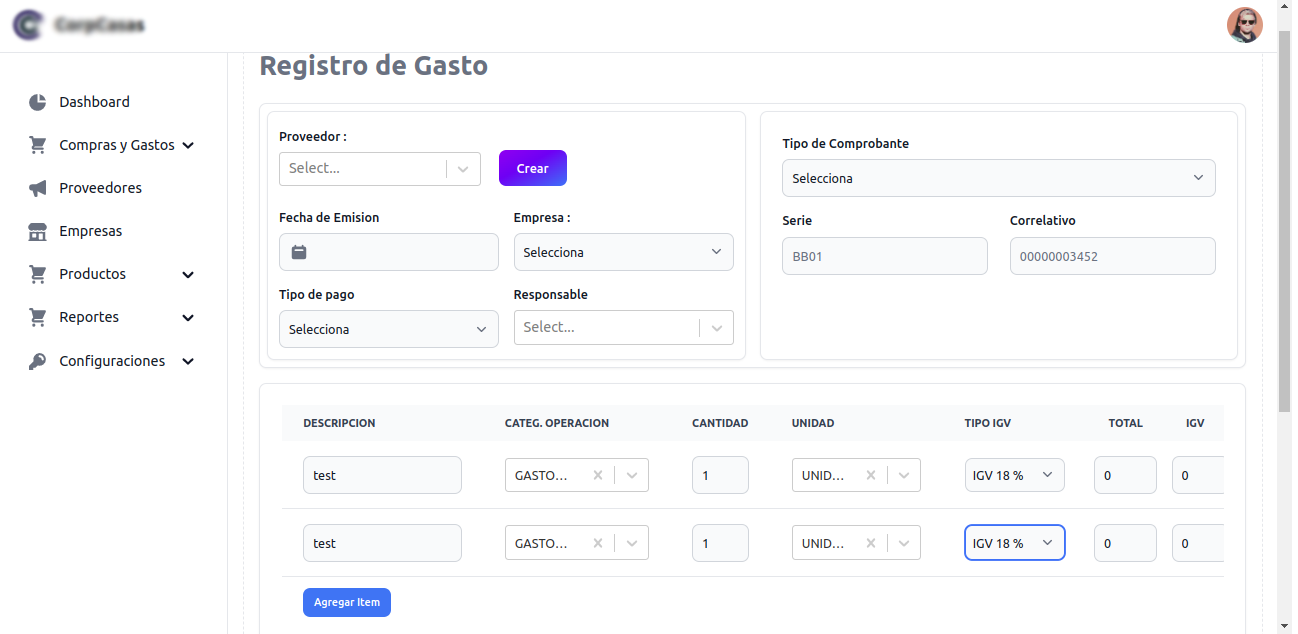 Registro de Gasto
Dashboard
Compras y Gastos
Proveedores
Empresas
Productos
Reportes
Configuraciones
Proveedor :
Select...
Crear
Fecha de Emision
Empresa :
Selecciona
Tipo de pago
Responsable
Selecciona
Select...
Tipo de Comprobante
Selecciona
Serie
Correlativo
BB01
00000003452
DESCRIPCION CATEG. OPERACION CANTIDAD UNIDAD TIPO IGV TOTAL IGV
test GASTO... 1 UNID... IGV 18 % 0 0
test GASTO... 1 UNID... IGV 18 % 0 0
Agregar Item